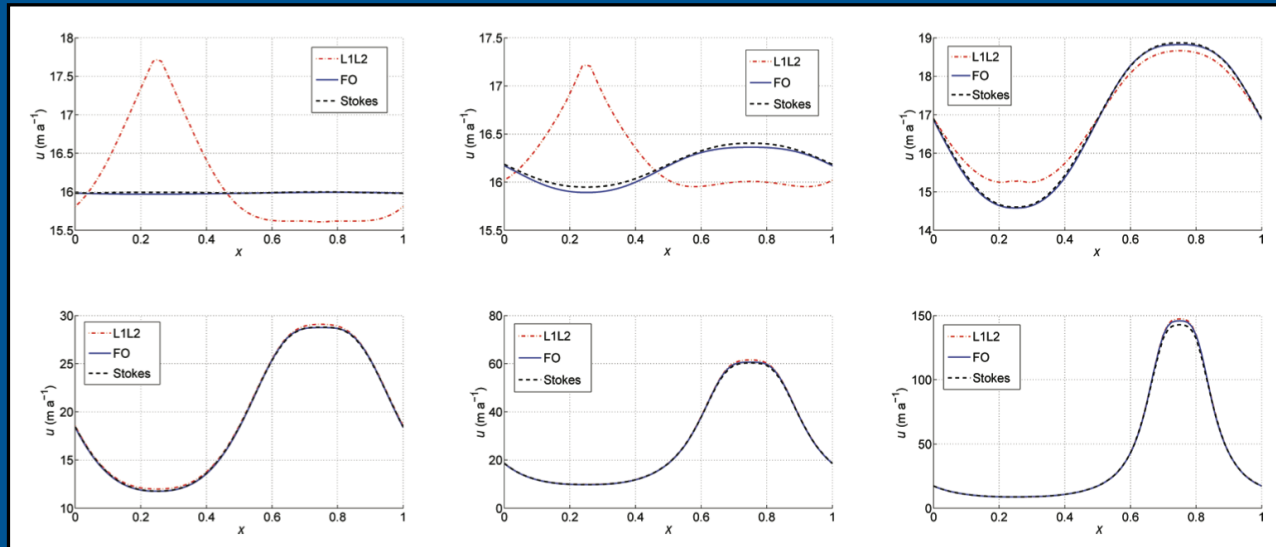 18
17.5
17
16.5
16
15.5
u (m a⁻¹)
0
0.2
0.4
0.6
0.8
1
x
L1L2
FO
Stokes
17.5
17
16.5
16
15.5
u (m a⁻¹)
0
0.2
0.4
0.6
0.8
1
x
L1L2
FO
Stokes
19
18
17
16
15
14
u (m a⁻¹)
0
0.2
0.4
0.6
0.8
1
x
L1L2
FO
Stokes
30
25
20
15
10
u (m a⁻¹)
0
0.2
0.4
0.6
0.8
1
x
L1L2
FO
Stokes
80
60
40
20
0
u (m a⁻¹)
0
0.2
0.4
0.6
0.8
1
x
L1L2
FO
Stokes
150
100
50
0
u (m a⁻¹)
0
0.2
0.4
0.6
0.8
1
x
L1L2
FO
Stokes